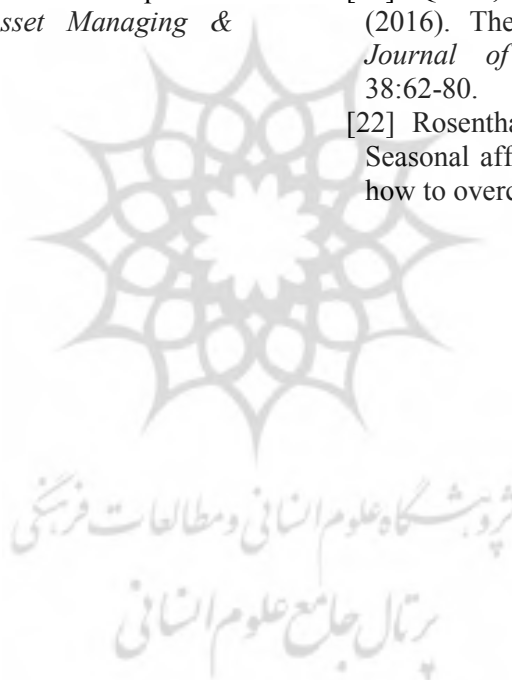 sset Managing &
(2016). The
Journal of
38:62-80.
[22] Rosentha
Seasonal aff
how to overc
پژوهشگاه علوم انسانی و مطالعات فرهنگی
پرتال جامع علوم انسانی